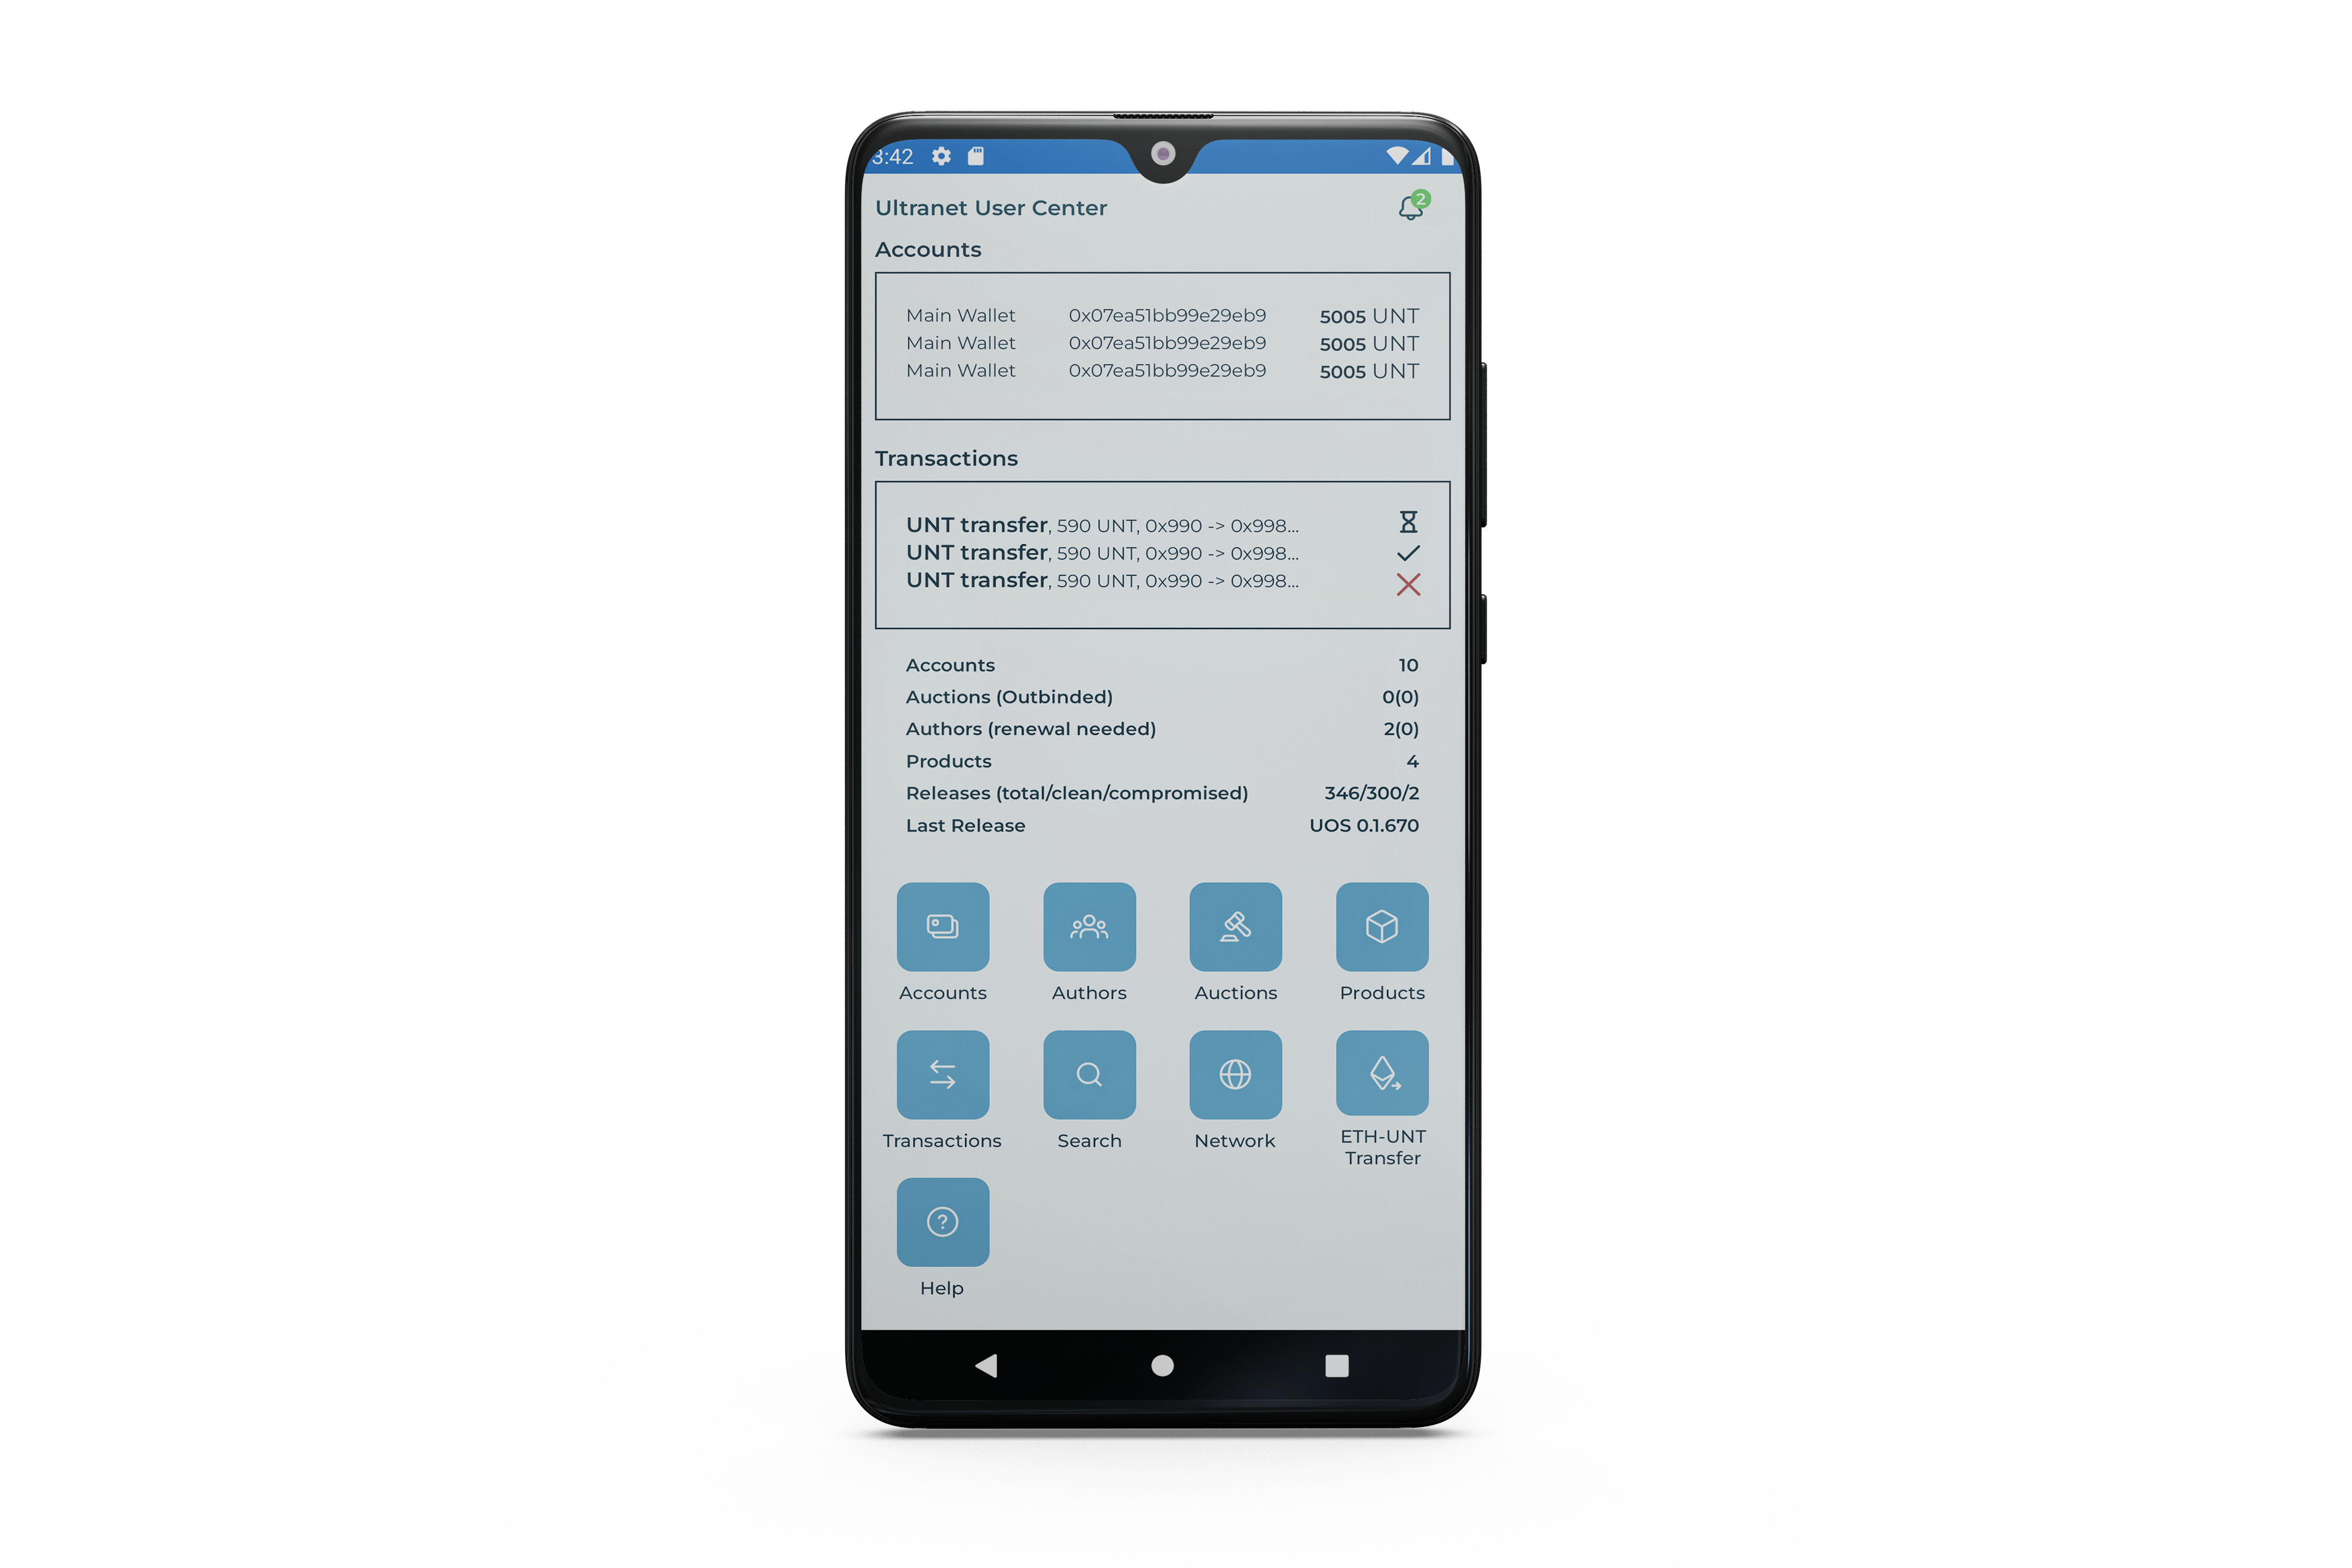 3:42
Ultranet User Center
2
Accounts
Main Wallet 0x07ea51bb99e29eb9 5005 UNT
Main Wallet 0x07ea51bb99e29eb9 5005 UNT
Main Wallet 0x07ea51bb99e29eb9 5005 UNT
Transactions
UNT transfer, 590 UNT, 0x990 -> 0x998...
UNT transfer, 590 UNT, 0x990 -> 0x998...
UNT transfer, 590 UNT, 0x990 -> 0x998...
Accounts 10
Auctions (Outbinded) 0(0)
Authors (renewal needed) 2(0)
Products 4
Releases (total/clean/compromised) 346/300/2
Last Release UOS 0.1.670
Accounts Authors Auctions Products
Transactions Search Network ETH-UNT
Transfer
?
Help